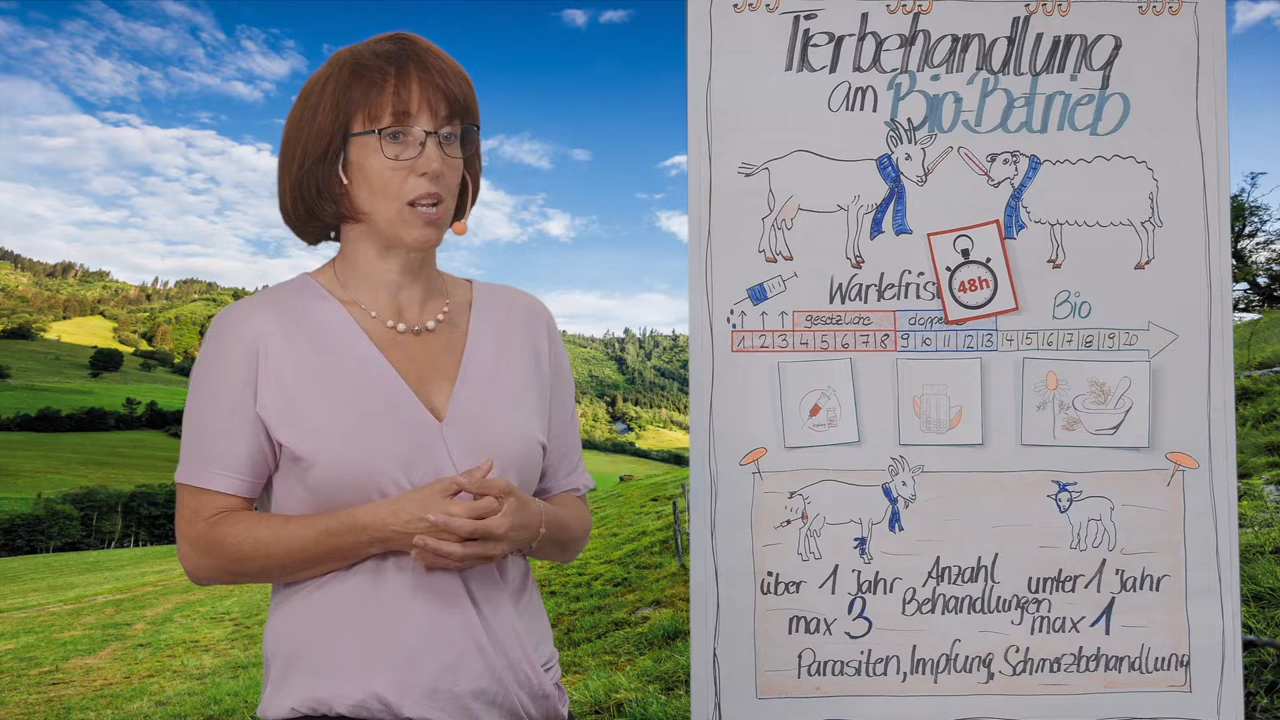 Tierbehandlung
am Bio-Betrieb
Wartefris
48h
Bio
gesetzliche doppe
1 2 3 4 5 6 7 8 9 10 11 12 13 14 15 16 17 18 19 20
über 1 Jahr Anzahl unter 1 Jahr
max 3 Behandlungen max 1
Parasiten, Impfung, Schmerzbehandlung